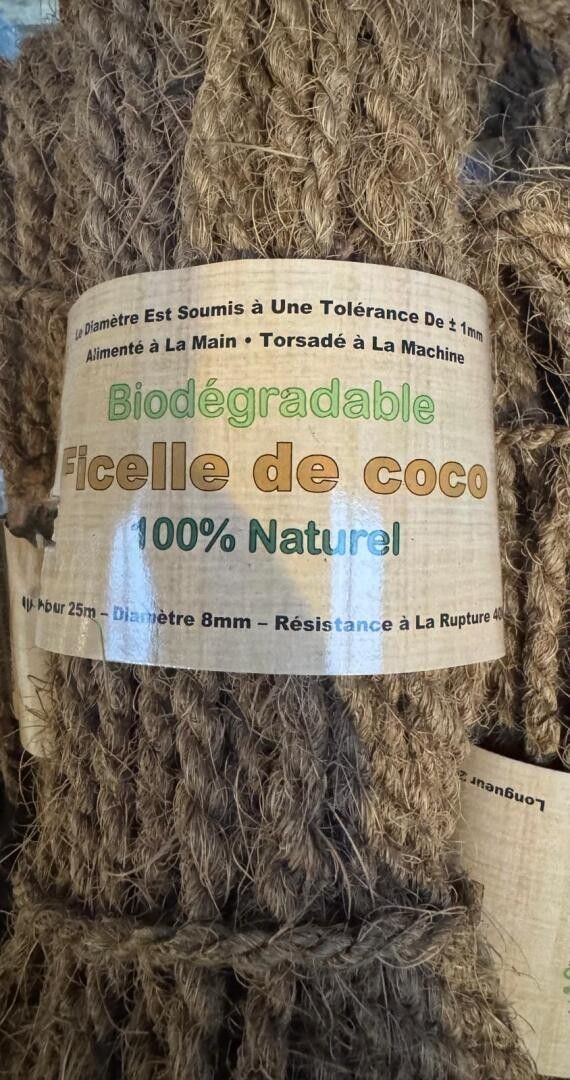 Le Diamètre Est Soumis à Une Tolérance De ± 1mm
Alimenté à La Main • Torsadé à La Machine
Biodégradable
Ficelle de coco
100% Naturel
25m – Diamètre 8mm – Résistance à La Rupture
Longueur